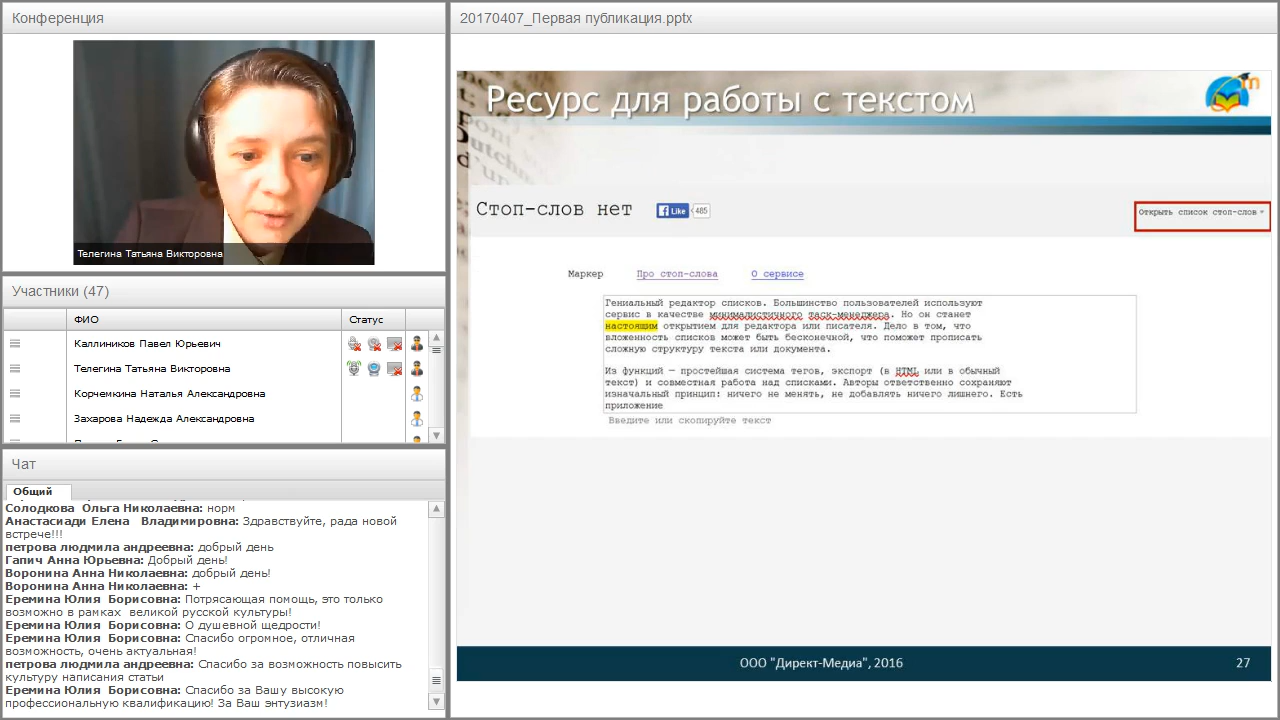 Конференция
Телегина Татьяна Викторовна
Участники (47)
ФИО
Статус
Каплинков Павел Юрьевич
Телегина Татьяна Викторовна
Корчемкина Наталья Александровна
Захарова Надежда Александровна
Чат
Общий
Солодкова Ольга Николаевна: норм
Анастасиади Елена Владимировна: Здравствуйте, рада новой
встрече!!!
петрова людмила андреевна: добрый день
Гапич Анна Юрьевна: Добрый день!
Воронина Анна Николаевна: добрый день!
Воронина Анна Николаевна: +
Еремина Юлия Борисовна: Потрясающая помощь, это только
возможно в рамках великой русской культуры!
Еремина Юлия Борисовна: О душевной щедрости!
Еремина Юлия Борисовна: Спасибо огромное, отличная
возможность, очень актуальная!
петрова людмила андреевна: Спасибо за возможность повысить
культуру написания статьи
Еремина Юлия Борисовна: Спасибо за Вашу высокую
профессиональную квалификацию! За Ваш энтузиазм!
20170407_Первая публикация.pptx
Ресурс для работы с текстом
Стоп-слов нет
Like 485
Открыть список стоп-слов
Маркер Про стоп-слова О сервисе
Гениальный редактор списков. Большинство пользователей используют
сервис в качестве минималистичного таск-менеджера. Но он станет
настоящим открытием для редактора или писателя. Дело в том, что
вложенность списков может быть бесконечной, что поможет прописать
сложную структуру текста или документа.
Из функций — простейшая система тегов, экспорт (в HTML или в обычный
текст) и совместная работа над списками. Авторы ответственно сохраняют
изначальный принцип: ничего не менять, не добавлять ничего лишнего. Есть
приложение
Введите или скопируйте текст
ООО "Директ-Медиа", 2016
27